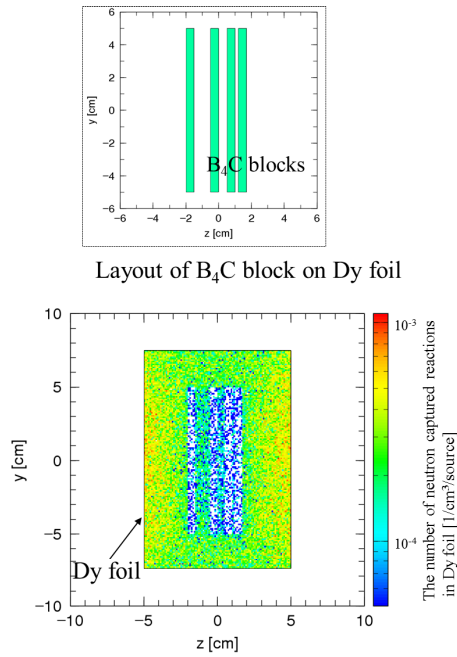 6
4
2
0
−2
−4
−6
y [cm]
B₄C blocks
−6 −4 −2 0 2 4 6
z [cm]
Layout of B₄C block on Dy foil
10
5
0
−5
−10
y [cm]
Dy foil
−10 −5 0 5 10
z [cm]
10⁻³
10⁻⁴
The number of neutron captured reactions
in Dy foil [1/cm³/source]